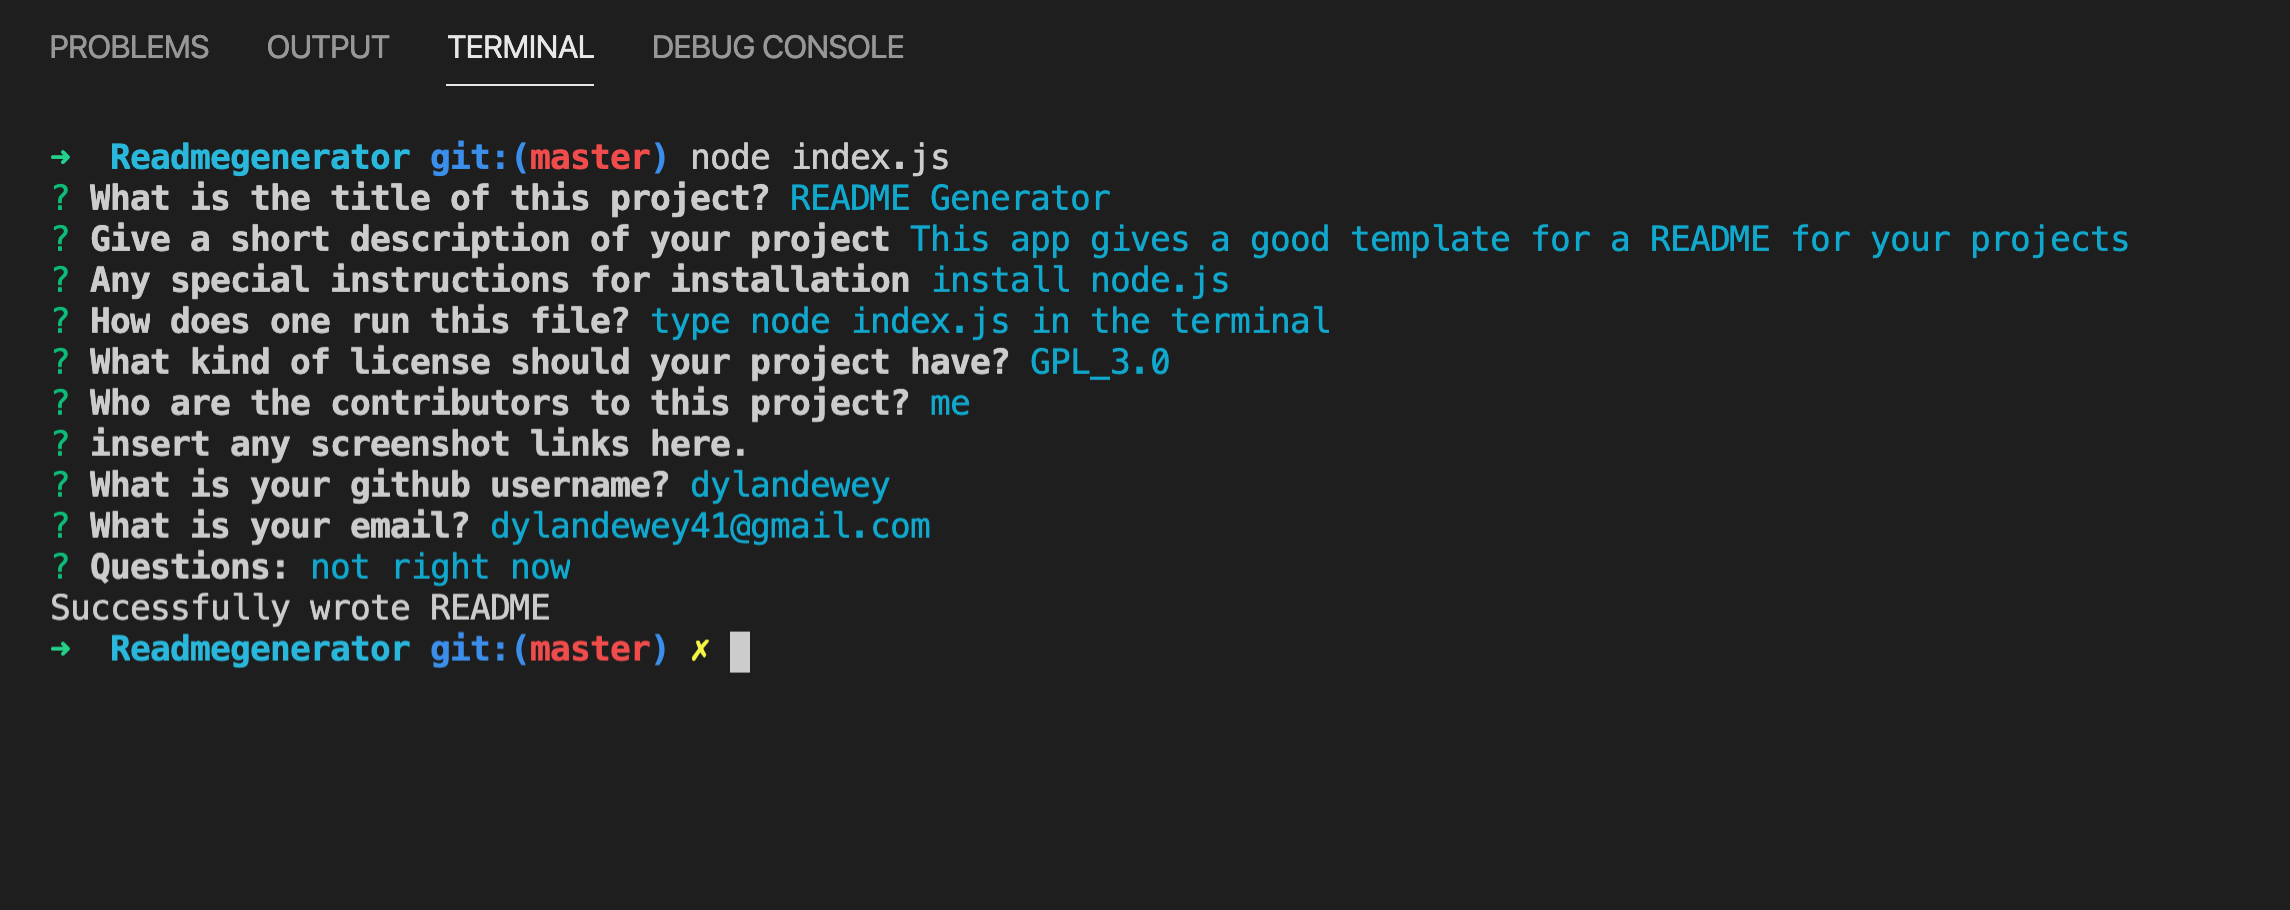 PROBLEMS OUTPUT TERMINAL DEBUG CONSOLE
➜ Readmegenerator git:(master) node index.js
? What is the title of this project? README Generator
? Give a short description of your project This app gives a good template for a README for your projects
? Any special instructions for installation install node.js
? How does one run this file? type node index.js in the terminal
? What kind of license should your project have? GPL_3.0
? Who are the contributors to this project? me
? insert any screenshot links here.
? What is your github username? dylandewey
? What is your email? dylandewey41@gmail.com
? Questions: not right now
Successfully wrote README
➜ Readmegenerator git:(master) ✗